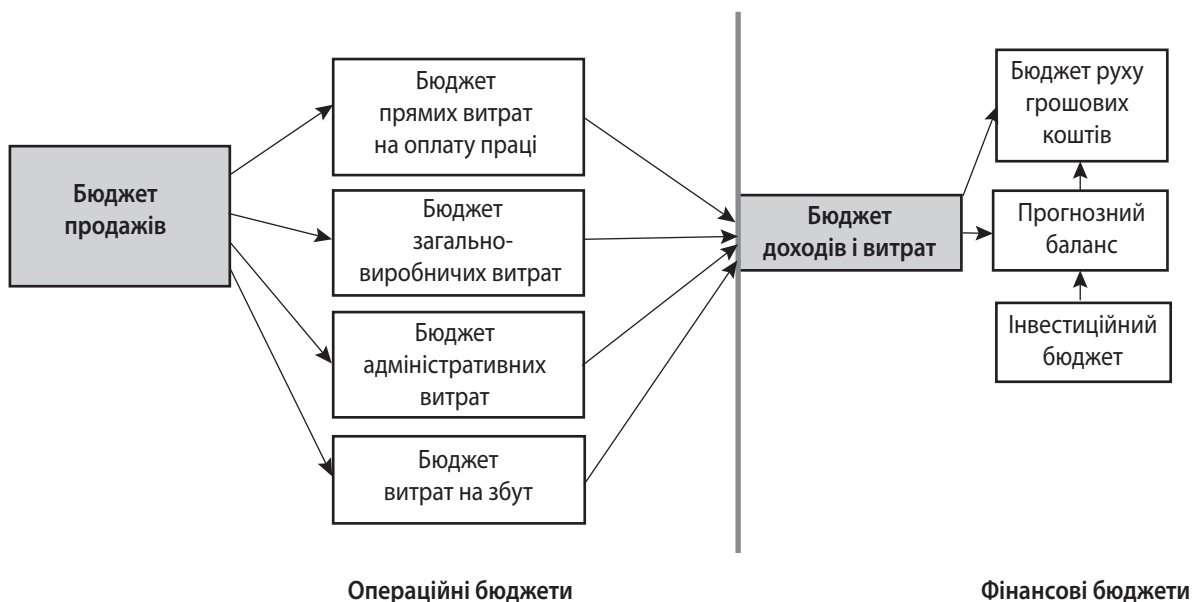 Бюджет
продажів
Бюджет
прямих витрат
на оплату праці
Бюджет
загально-
виробничих витрат
Бюджет
адміністративних
витрат
Бюджет
витрат на збут
Бюджет
доходів і витрат
Бюджет руху
грошових
коштів
Прогнозний
баланс
Інвестиційний
бюджет
Операційні бюджети
Фінансові бюджети